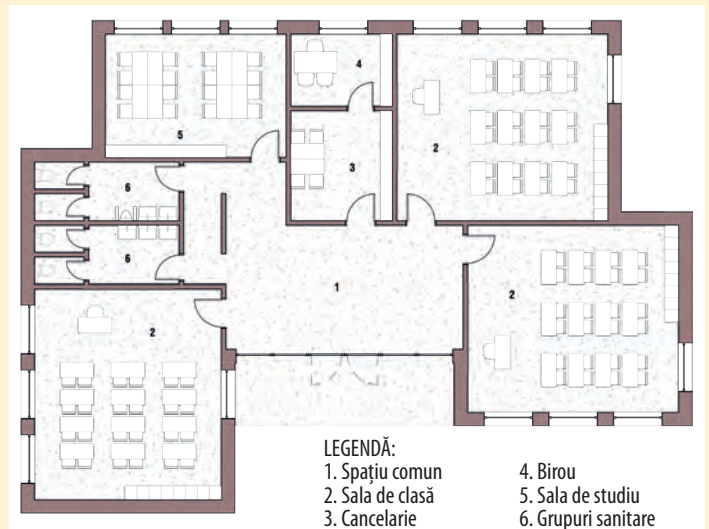 4
5
2
3
6
6
1
2
2
LEGENDĂ:
1. Spațiu comun
2. Sala de clasă
3. Cancelarie
4. Birou
5. Sala de studiu
6. Grupuri sanitare